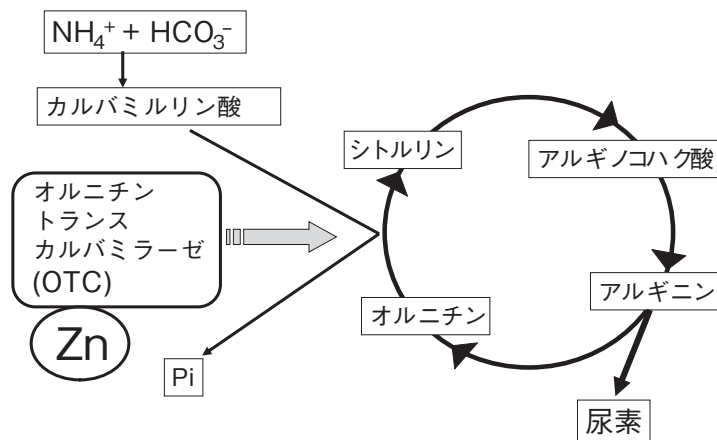 NH₄⁺ + HCO₃⁻
カルバミルリン酸
シトルリン
アルギノコハク酸
オルニチン
トランス
カルバミラーゼ
(OTC)
Zn
オルニチン
アルギニン
Pi
尿素